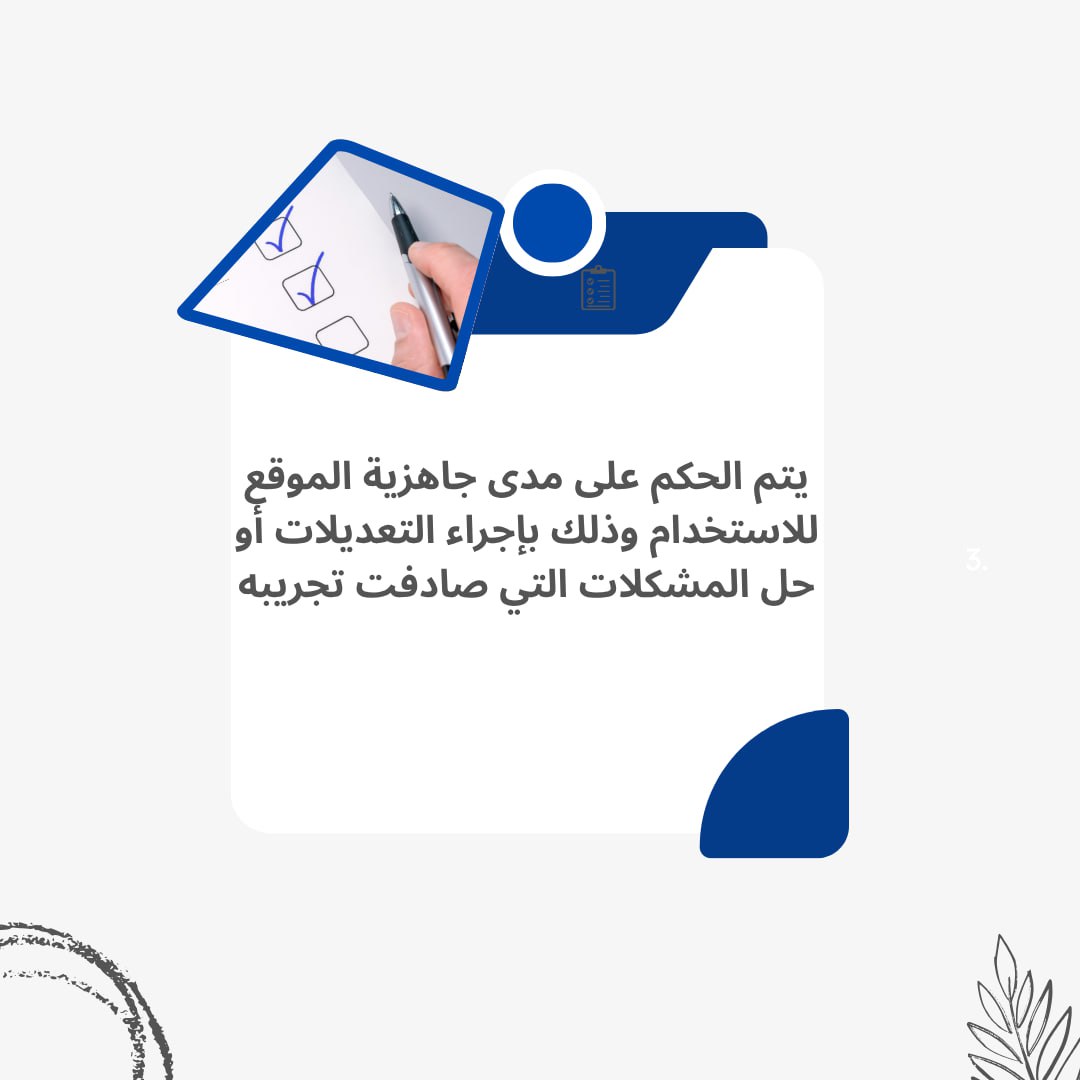 يتم الحكم على مدى جاهزية الموقع
للاستخدام وذلك بإجراء التعديلات أو
حل المشكلات التي صادفت تجريبه
3.